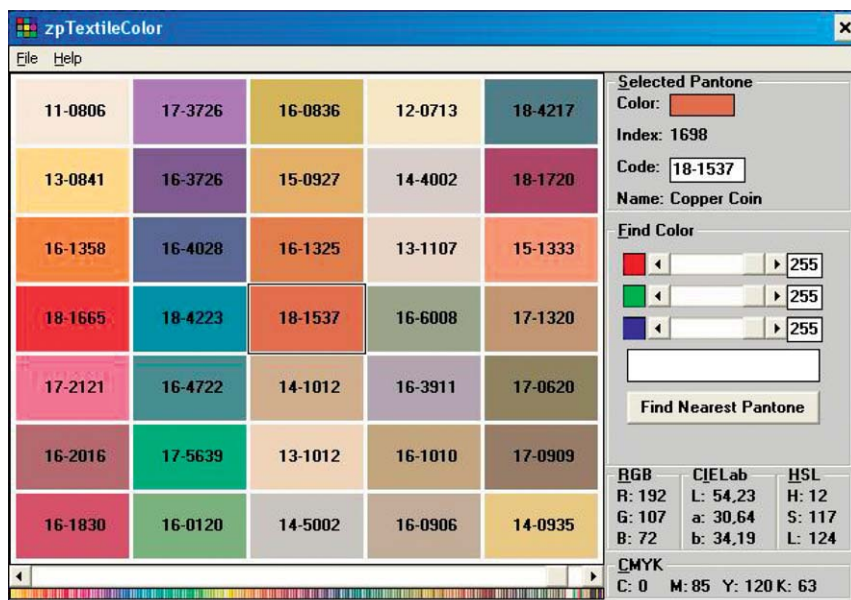 zpTextileColor
File Help
11-0806 17-3726 16-0836 12-0713 18-4217
13-0841 16-3726 15-0927 14-4002 18-1720
16-1358 16-4028 16-1325 13-1107 15-1333
18-1665 18-4223 18-1537 16-6008 17-1320
17-2121 16-4722 14-1012 16-3911 17-0620
16-2016 17-5639 13-1012 16-1010 17-0909
16-1830 16-0120 14-5002 16-0906 14-0935
Selected Pantone
Color:
Index: 1698
Code: 18-1537
Name: Copper Coin
Find Color
255
255
255
Find Nearest Pantone
RGB CIELab HSL
R: 192 L: 54,23 H: 12
G: 107 a: 30,64 S: 117
B: 72 b: 34,19 L: 124
CMYK
C: 0 M: 85 Y: 120 K: 63